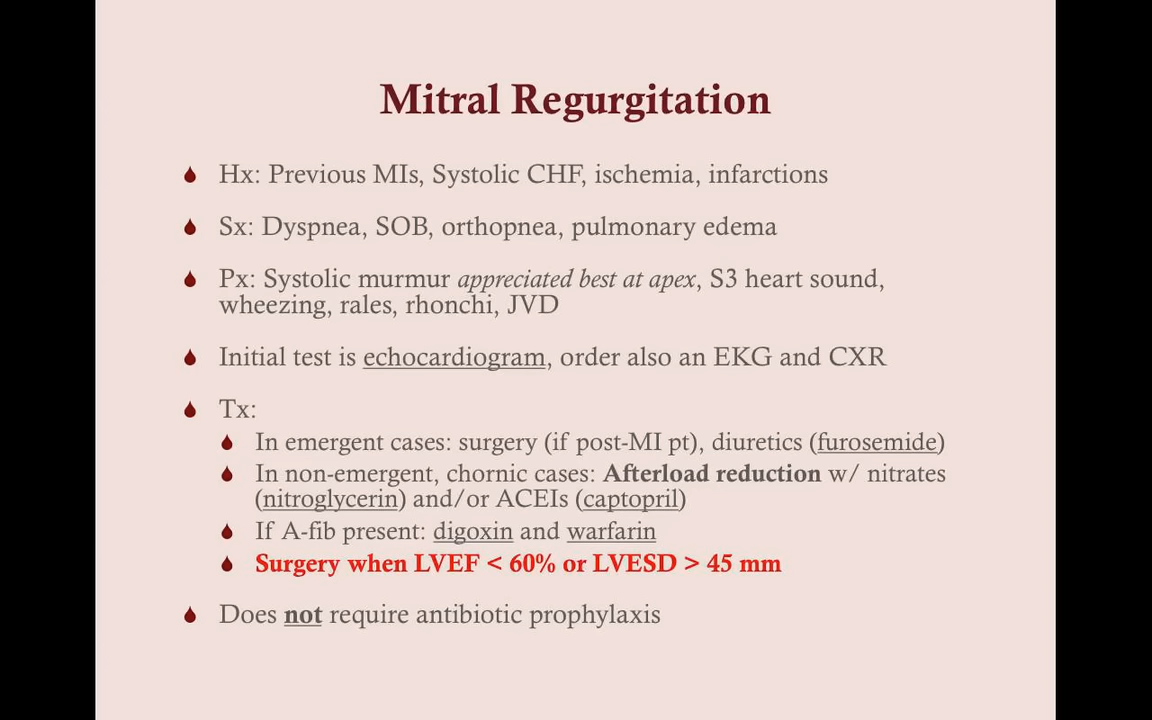 Mitral Regurgitation
Hx: Previous MIs, Systolic CHF, ischemia, infarctions
Sx: Dyspnea, SOB, orthopnea, pulmonary edema
Px: Systolic murmur appreciated best at apex, S3 heart sound,
wheezing, rales, rhonchi, JVD
Initial test is echocardiogram, order also an EKG and CXR
Tx:
In emergent cases: surgery (if post-MI pt), diuretics (furosemide)
In non-emergent, chornic cases: Afterload reduction w/ nitrates
(nitroglycerin) and/or ACEIs (captopril)
If A-fib present: digoxin and warfarin
Surgery when LVEF < 60% or LVESD > 45 mm
Does not require antibiotic prophylaxis